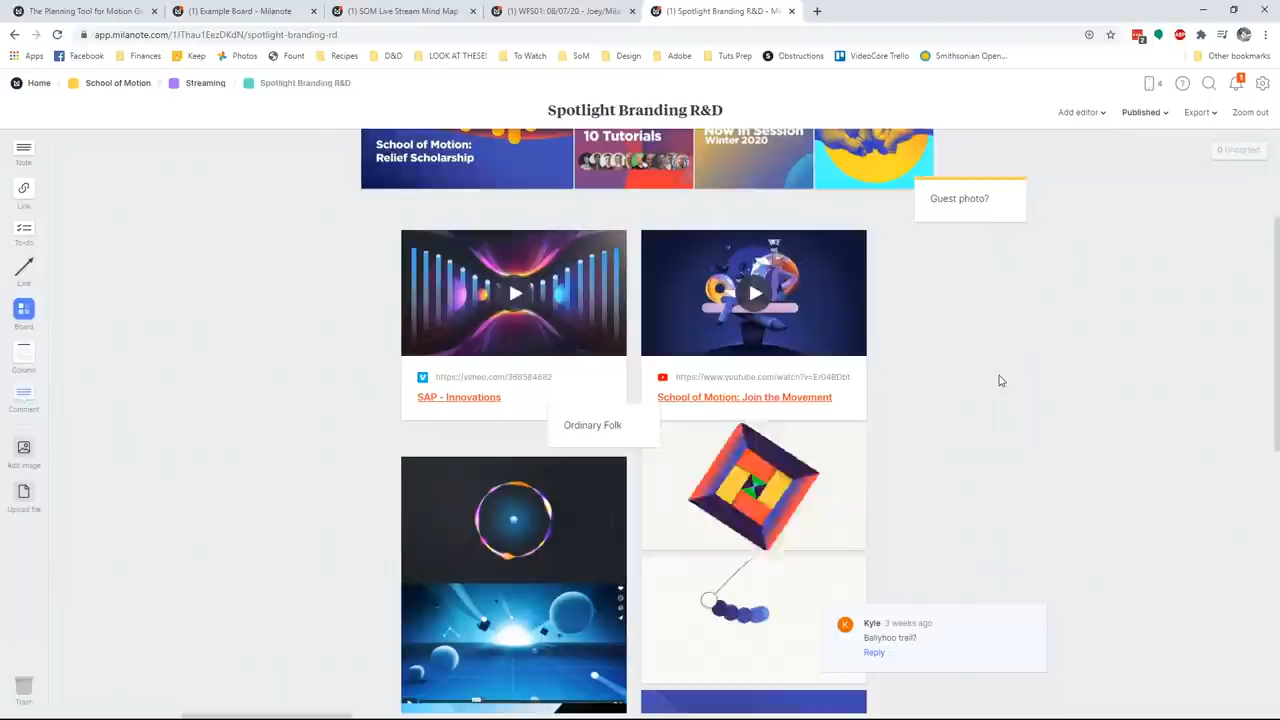 The Planning Tool for Motion G
(1) Example Board - Milanote
(1) SOM Live Stream Mind Map
(1) WFS01: 08/07/20 - Joey/Mila
(1) Spotlight Branding R&D - Mi
app.milanote.com/1JThau1EezDKdN/spotlight-branding-rd
Apps
Facebook
Finances
Keep
Photos
Fount
Recipes
D&D
LOOK AT THESE!
To Watch
SoM
Design
Adobe
Tuts Prep
Obstructions
VideoCore Trello
Smithsonian Open...
Other bookmarks
Home
School of Motion
Streaming
Spotlight Branding R&D
4
1
Spotlight Branding R&D
Add editor
Published
Export
Zoom out
0 Unsorted
Note
Link
To-do
Line
Board
Column
Comment
Add image
Upload file
Trash
School of Motion:
Relief Scholarship
10 Tutorials
Now In Session
Winter 2020
Guest photo?
https://vimeo.com/368584682
SAP - Innovations
https://www.youtube.com/watch?v=Er04BDbt
School of Motion: Join the Movement
Ordinary Folk
K
Kyle 3 weeks ago
Ballyhoo trail?
Reply